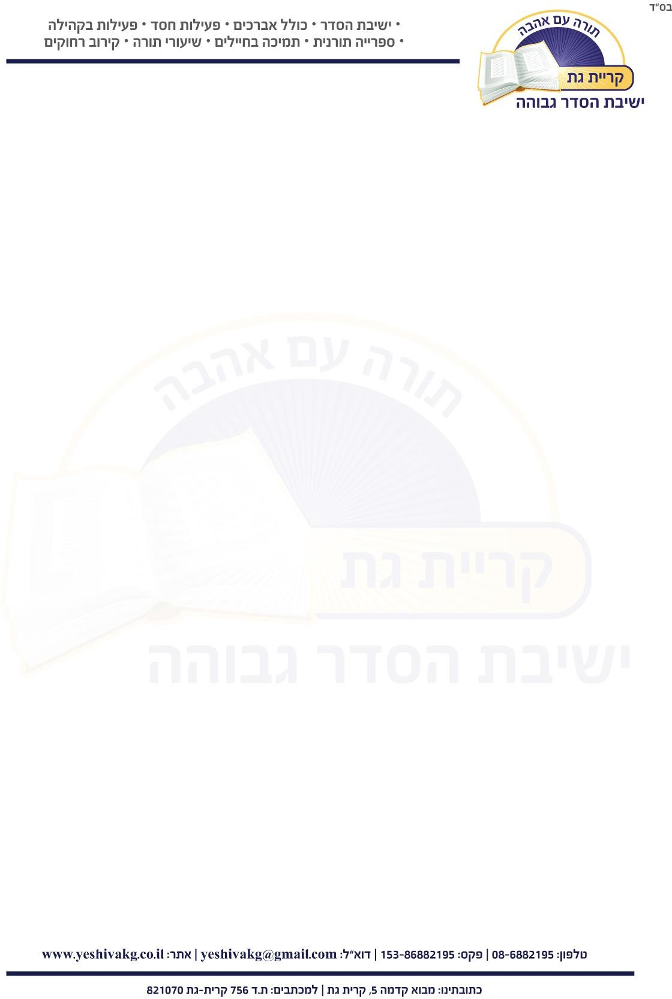 בס"ד
• ישיבת הסדר • כולל אברכים • פעילות חסד • פעילות בקהילה
• ספרייה תורנית • תמיכה בחיילים • שיעורי תורה • קירוב רחוקים
תורה עם אהבה
קריית גת
ישיבת הסדר גבוהה
תורה עם אהבה
קריית גת
ישיבת הסדר גבוהה
טלפון: 08-6882195 | פקס: 153-86882195 | דוא"ל: yeshivakg@gmail.com | אתר: www.yeshivakg.co.il
כתובתינו: מבוא קדמה 5, קרית גת | למכתבים: ת.ד 756 קרית-גת 821070